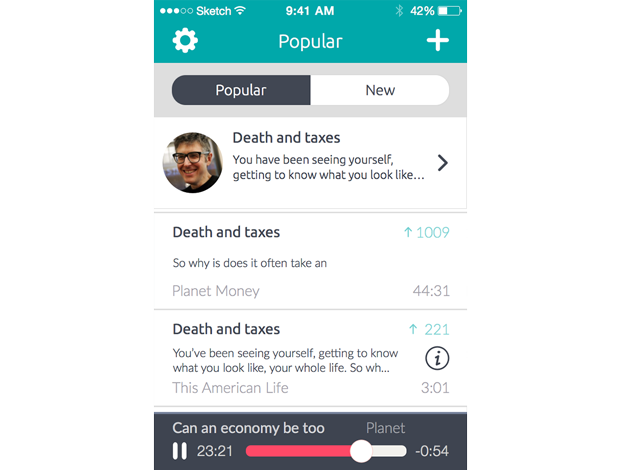 Sketch 9:41 AM 42%
Popular
Popular New
Death and taxes
You have been seeing yourself,
getting to know what you look like...
Death and taxes 1009
So why is does it often take an
Planet Money 44:31
Death and taxes 221
You've been seeing yourself, getting to know
what you look like, your whole life. So wh...
This American Life 3:01
Can an economy be too Planet
23:21 -0:54